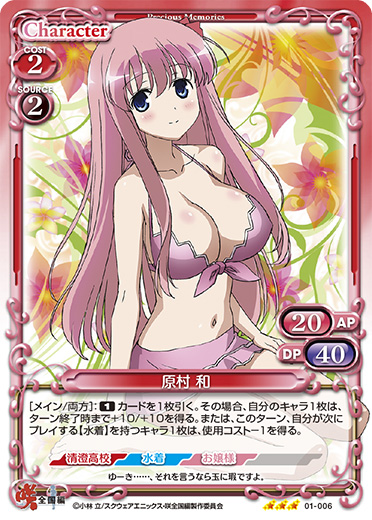 Precious Memories
Character
COST
2
SOURCE
2
20 AP
DP 40
原村 和
[メイン/両方]:1カードを1枚引く。その場合、自分のキャラ1枚は、
ターン終了時まで+10/+10を得る。または、このターン、自分が次に
プレイする【水着】を持つキャラ1枚は、使用コスト-1を得る。
清澄高校 水着 お嬢様
ゆーき……、それを言うなら玉に瑕ですよ。
咲 全国編
©小林 立/スクウェアエニックス・咲全国編製作委員会
01-006